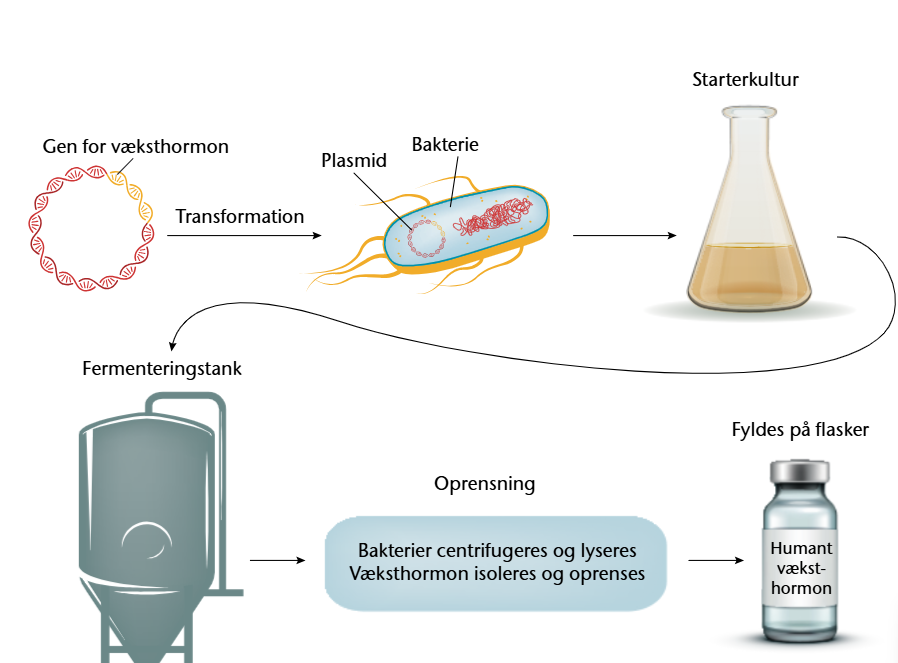 Starterkultur
Gen for væksthormon
Plasmid
Bakterie
Transformation
Fermenteringstank
Oprensning
Bakterier centrifugeres og lyseres
Væksthormon isoleres og oprenses
Fyldes på flasker
Humant
vækst-
hormon